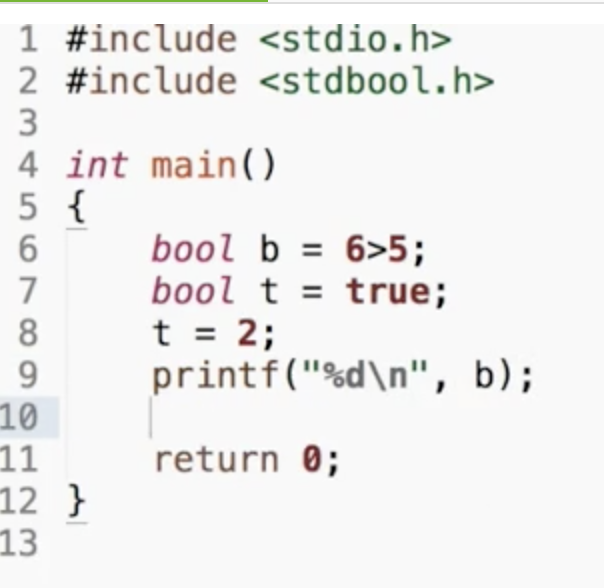 1 #include <stdio.h>
2 #include <stdbool.h>
3
4 int main()
5 {
6     bool b = 6>5;
7     bool t = true;
8     t = 2;
9     printf("%d\n", b);
10
11     return 0;
12 }
13